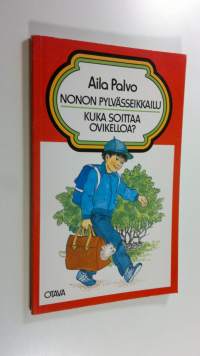 Aila Palvo
NONON PYLVÄSSEIKKAILU
KUKA SOITTAA
OVIKELLOA?
OTAVA